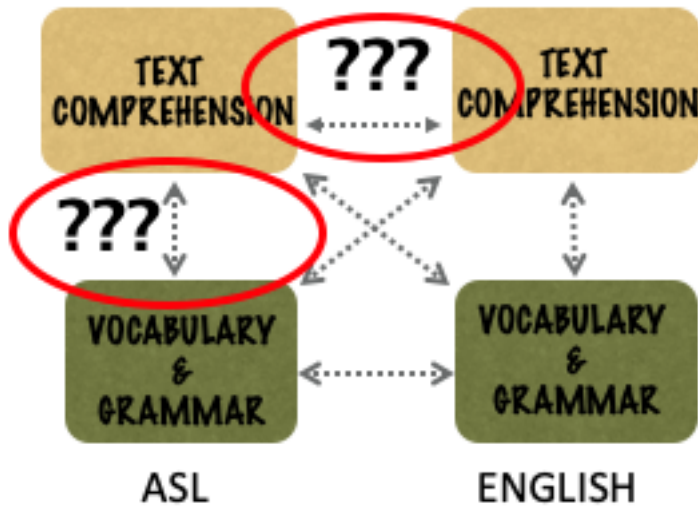 ???
TEXT
COMPREHENSION
TEXT
COMPREHENSION
???
VOCABULARY
&
GRAMMAR
VOCABULARY
&
GRAMMAR
ASL
ENGLISH